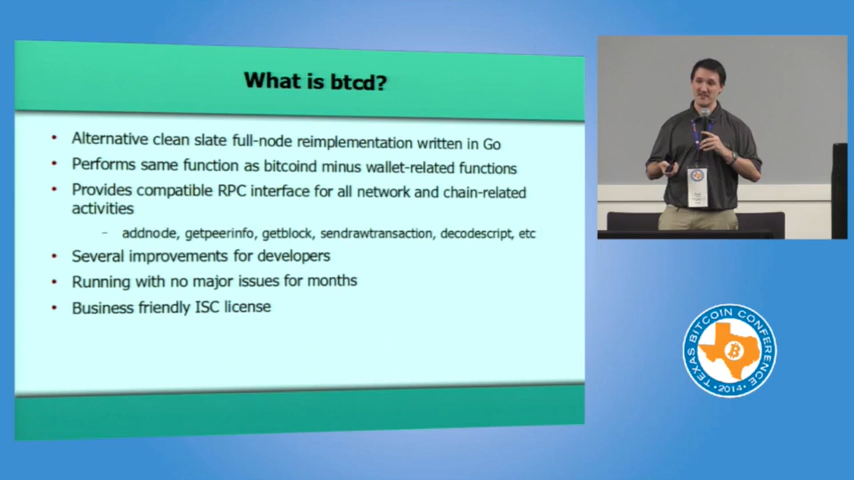 What is btcd?
• Alternative clean slate full-node reimplementation written in Go
• Performs same function as bitcoind minus wallet-related functions
• Provides compatible RPC interface for all network and chain-related
activities
– addnode, getpeerinfo, getblock, sendrawtransaction, decodescript, etc
• Several improvements for developers
• Running with no major issues for months
• Business friendly ISC license
TEXAS BITCOIN CONFERENCE
• 2014 •